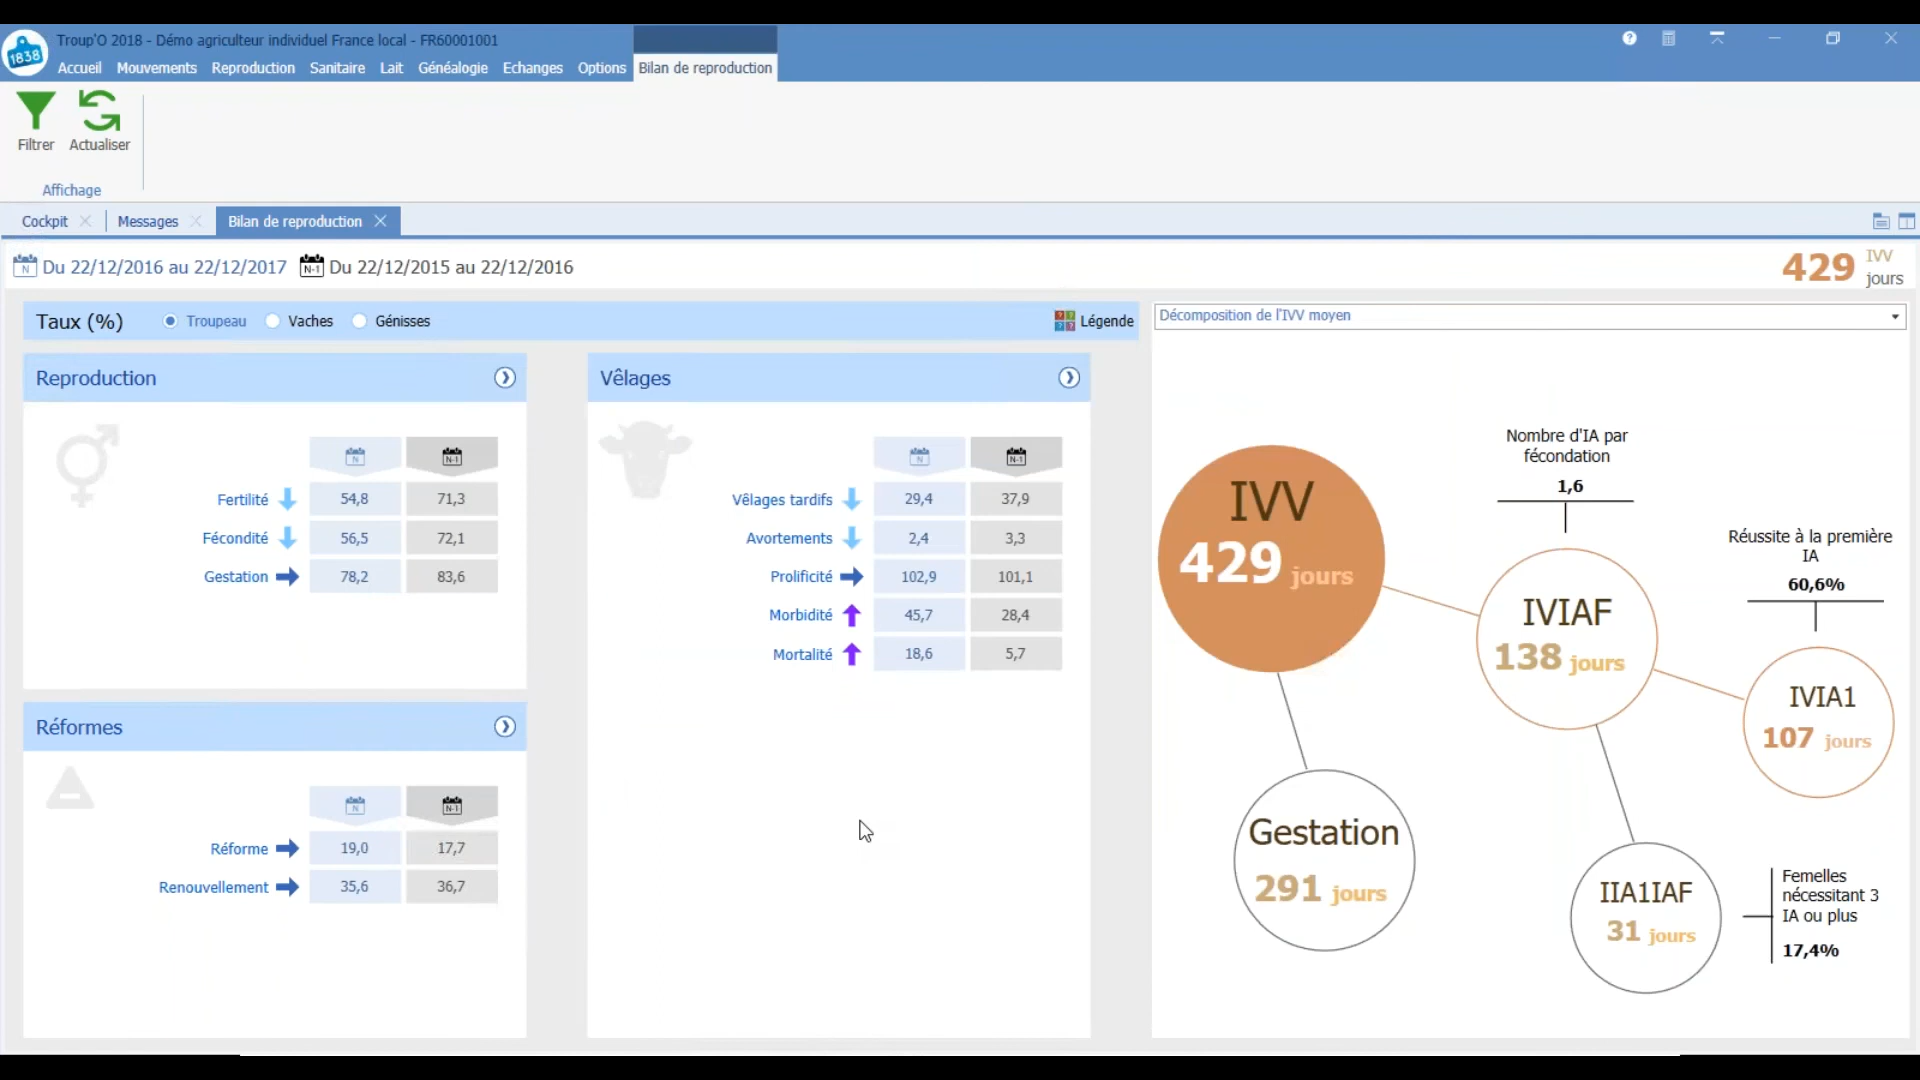 1838
Troup'O 2018 - Démo agriculteur individuel France local - FR60001001
Accueil Mouvements Reproduction Sanitaire Lait Généalogie Echanges Options Bilan de reproduction
Filtrer Actualiser
Affichage
Cockpit Messages Bilan de reproduction
N Du 22/12/2016 au 22/12/2017 N-1 Du 22/12/2015 au 22/12/2016
429 IVV
jours
Taux (%) Troupeau Vaches Génisses Légende
Décomposition de l'IVV moyen
Reproduction
N N-1
Fertilité 54,8 71,3
Fécondité 56,5 72,1
Gestation 78,2 83,6
Réformes
N N-1
Réforme 19,0 17,7
Renouvellement 35,6 36,7
Vêlages
N N-1
Vêlages tardifs 29,4 37,9
Avortements 2,4 3,3
Prolificité 102,9 101,1
Morbidité 45,7 28,4
Mortalité 18,6 5,7
IVV
429 jours
Nombre d'IA par
fécondation
1,6
IVIAF
138 jours
Réussite à la première
IA
60,6%
IVIA1
107 jours
Gestation
291 jours
IIA1IAF
31 jours
Femelles
nécessitant 3
IA ou plus
17,4%